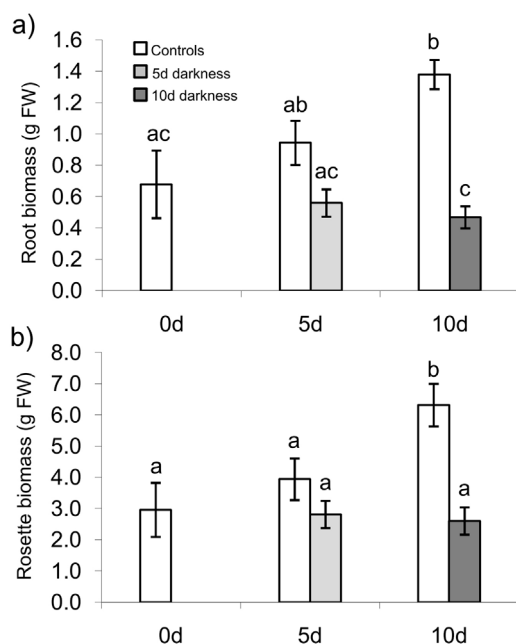 a)
Root biomass (g FW)
1.6
1.4
1.2
1.0
0.8
0.6
0.4
0.2
0.0
Controls
5d darkness
10d darkness
ac
ab
ac
b
c
0d
5d
10d
b)
Rosette biomass (g FW)
8.0
7.0
6.0
5.0
4.0
3.0
2.0
1.0
0.0
a
a
a
b
a
0d
5d
10d